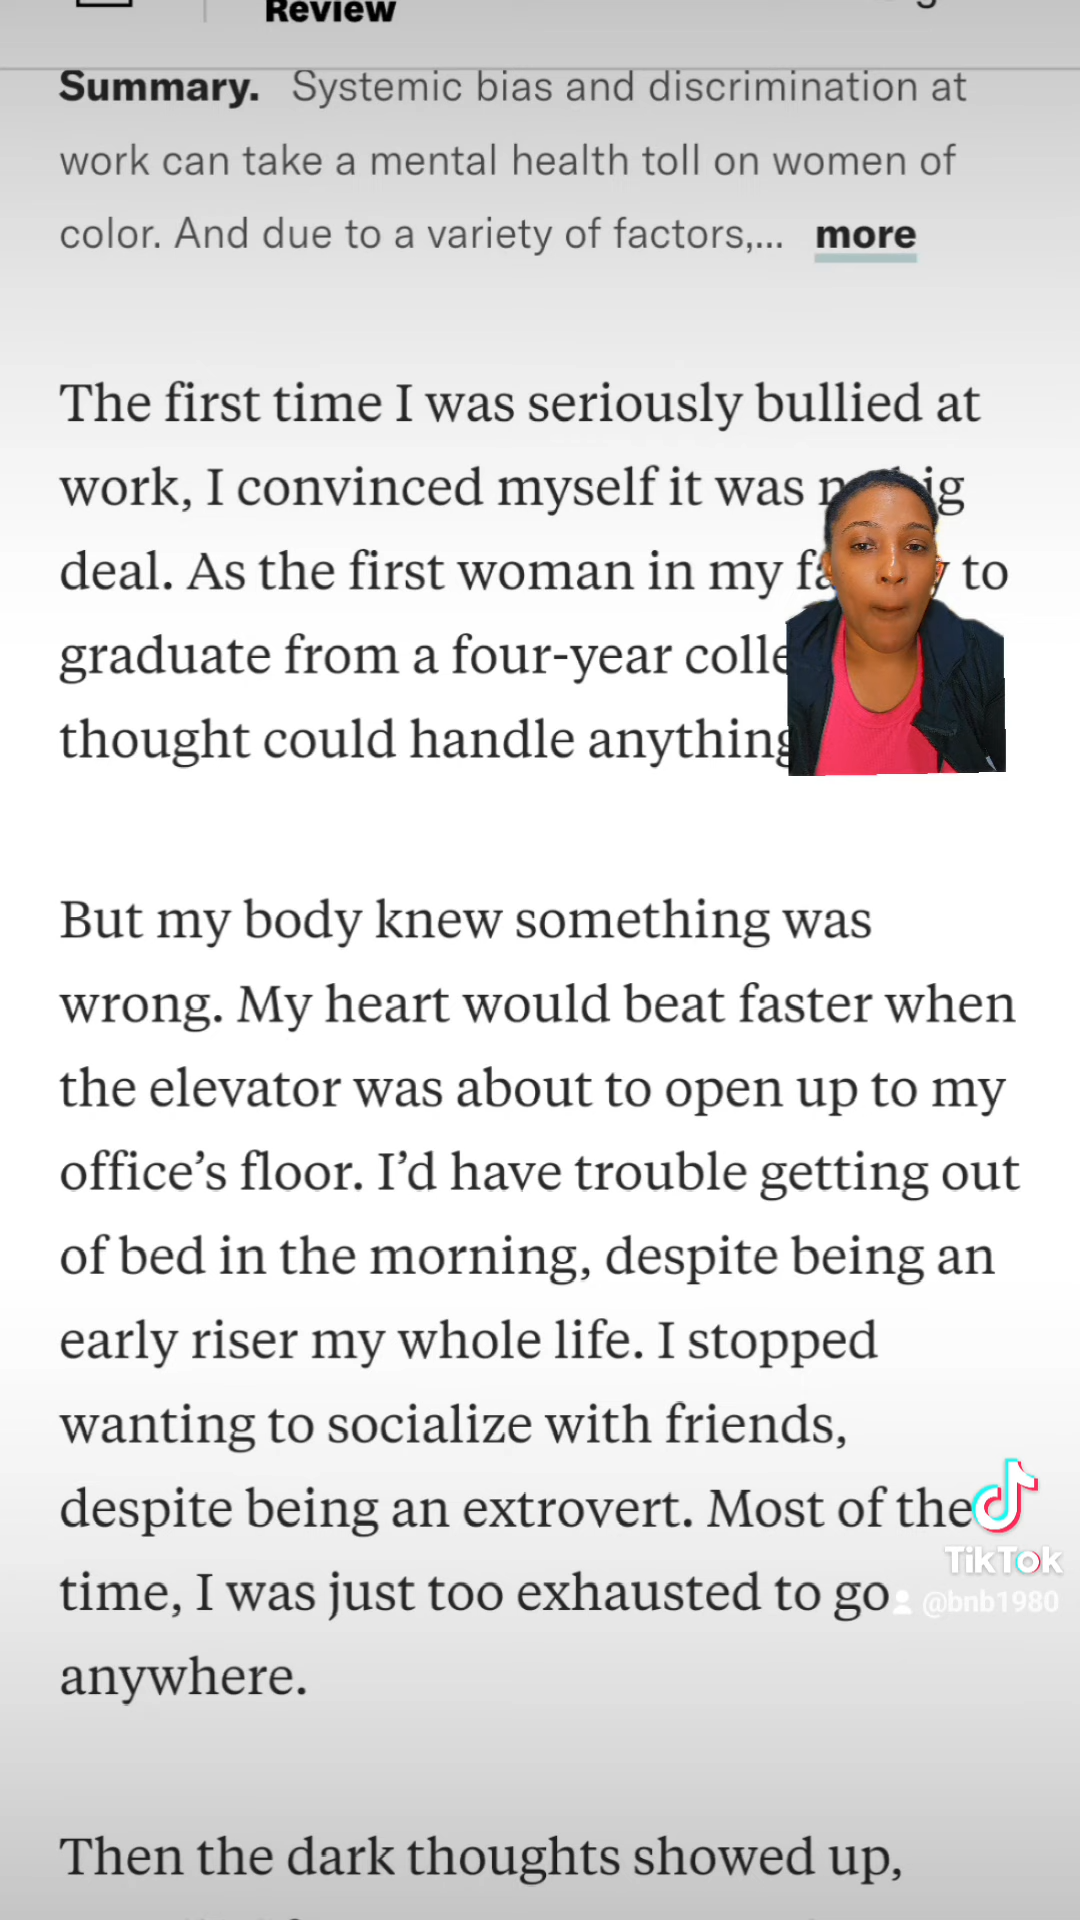 Review
Summary. Systemic bias and discrimination at
work can take a mental health toll on women of
color. And due to a variety of factors,... more
The first time I was seriously bullied at
work, I convinced myself it was
deal. As the first woman in my to
graduate from a four-year
thought could handle anything
But my body knew something was
wrong. My heart would beat faster when
the elevator was about to open up to my
office’s floor. I’d have trouble getting out
of bed in the morning, despite being an
early riser my whole life. I stopped
wanting to socialize with friends,
despite being an extrovert. Most of the
time, I was just too exhausted to go
anywhere.
Then the dark thoughts showed up,
TikTok
@bnb1980